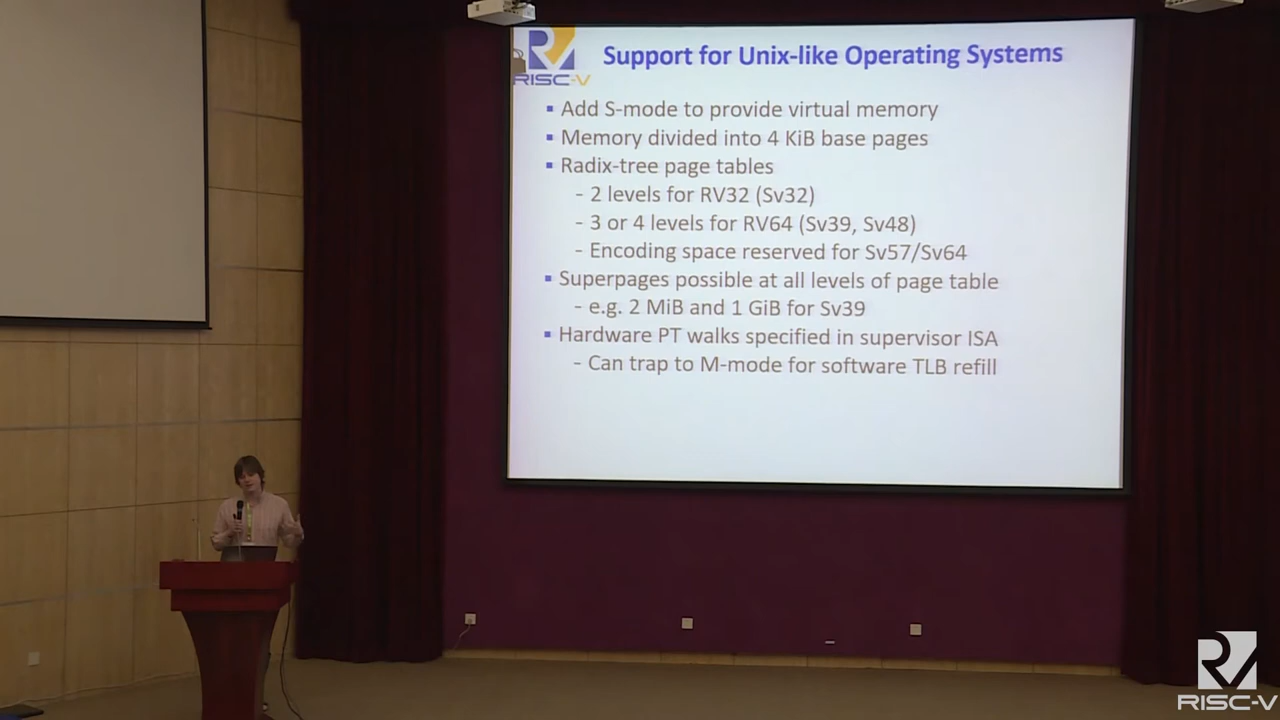 RISC-V
Support for Unix-like Operating Systems
▪ Add S-mode to provide virtual memory
▪ Memory divided into 4 KiB base pages
▪ Radix-tree page tables
- 2 levels for RV32 (Sv32)
- 3 or 4 levels for RV64 (Sv39, Sv48)
- Encoding space reserved for Sv57/Sv64
▪ Superpages possible at all levels of page table
- e.g. 2 MiB and 1 GiB for Sv39
▪ Hardware PT walks specified in supervisor ISA
- Can trap to M-mode for software TLB refill
RISC-V